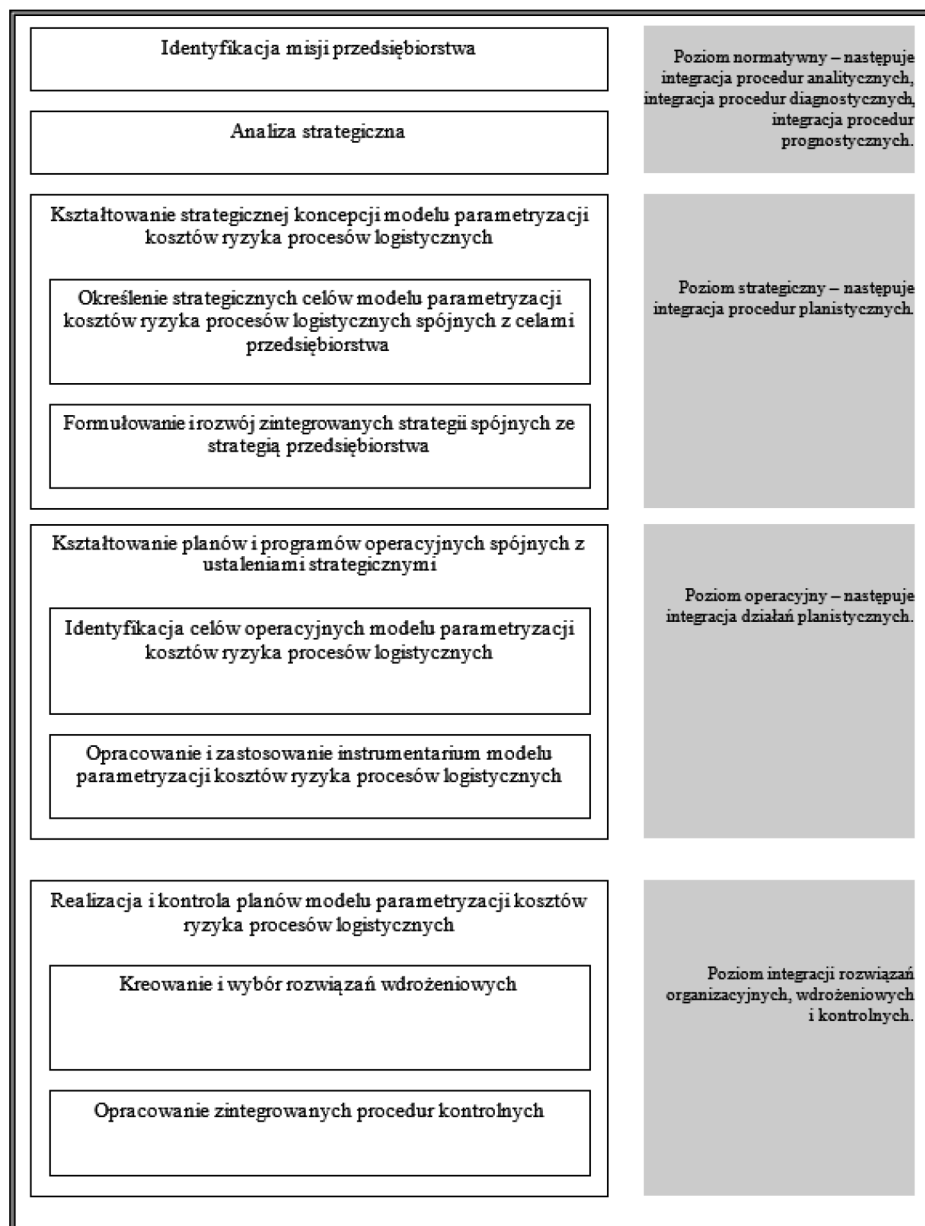 Identyfikacja misji przedsiębiorstwa
Analiza strategiczna
Poziom normatywny – następuje
integracja procedur analitycznych,
integracja procedur diagnostycznych,
integracja procedur
prognostycznych.
Kształtowanie strategicznej koncepcji modelu parametryzacji
kosztów ryzyka procesów logistycznych
Określenie strategicznych celów modelu parametryzacji
kosztów ryzyka procesów logistycznych spójnych z celami
przedsiębiorstwa
Formułowanie i rozwój zintegrowanych strategii spójnych ze
strategią przedsiębiorstwa
Poziom strategiczny – następuje
integracja procedur planistycznych.
Kształtowanie planów i programów operacyjnych spójnych z
ustaleniami strategicznymi
Identyfikacja celów operacyjnych modelu parametryzacji
kosztów ryzyka procesów logistycznych
Opracowanie i zastosowanie instrumentarium modelu
parametryzacji kosztów ryzyka procesów logistycznych
Poziom operacyjny – następuje
integracja działań planistycznych.
Realizacja i kontrola planów modelu parametryzacji kosztów
ryzyka procesów logistycznych
Kreowanie i wybór rozwiązań wdrożeniowych
Opracowanie zintegrowanych procedur kontrolnych
Poziom integracji rozwiązań
organizacyjnych, wdrożeniowych
i kontrolnych.